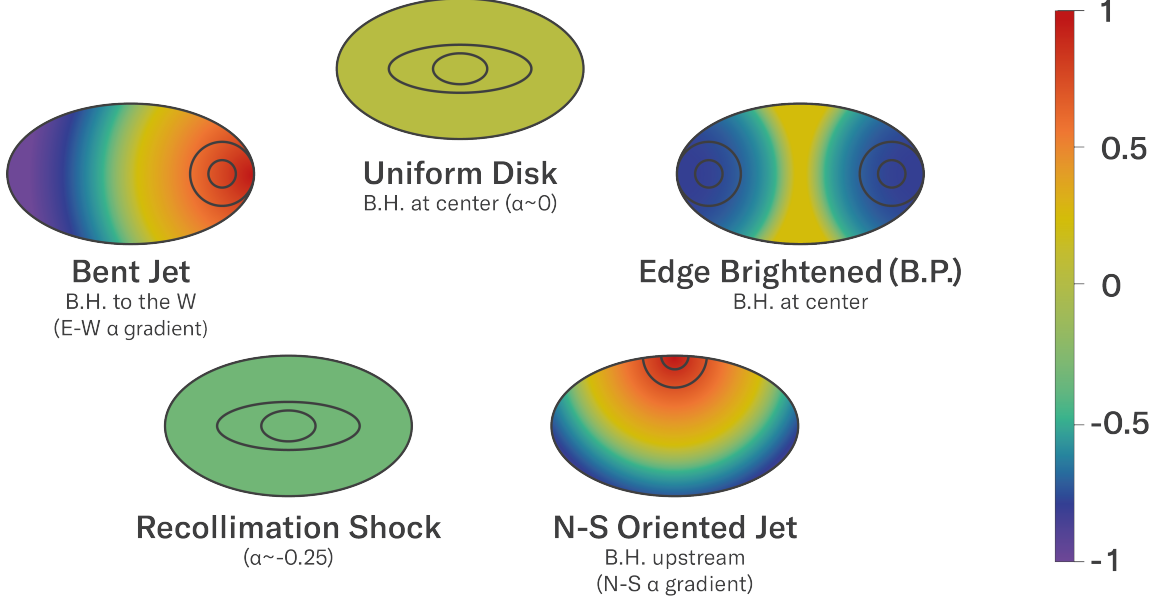 Uniform Disk
B.H. at center (α~0)
Bent Jet
B.H. to the W
(E-W α gradient)
Edge Brightened (B.P.)
B.H. at center
Recollimation Shock
(α~-0.25)
N-S Oriented Jet
B.H. upstream
(N-S α gradient)
1
0.5
0
-0.5
-1